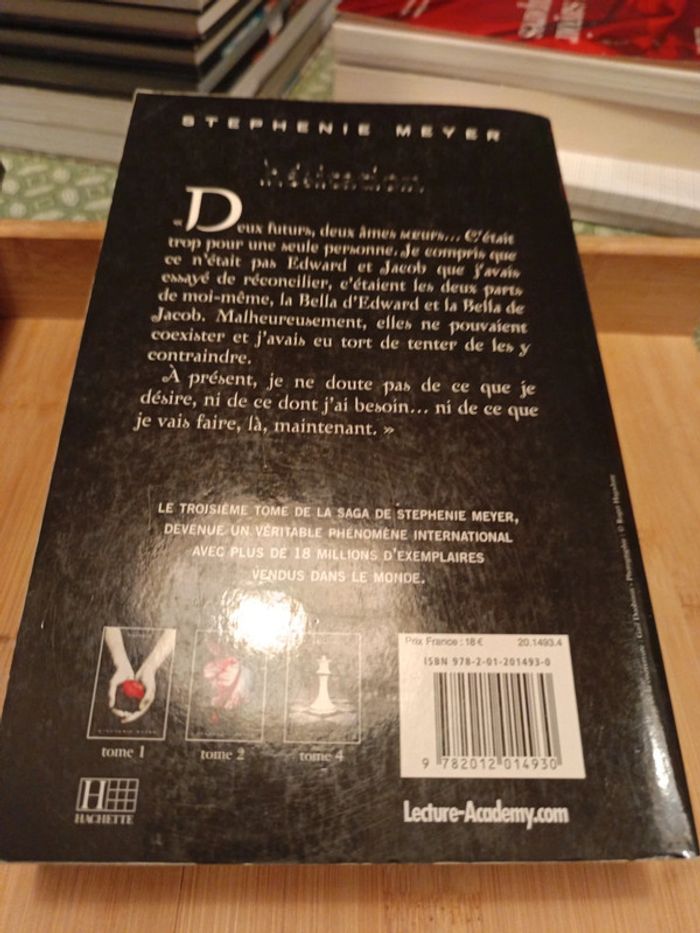 STEPHENIE MEYER
Hésitation
« Deux futurs, deux âmes sœurs... C'était
trop pour une seule personne. Je compris que
ce n'était pas Edward et Jacob que j'avais
essayé de réconcilier, c'étaient les deux parts
de moi-même, la Bella d'Edward et la Bella de
Jacob. Malheureusement, elles ne pouvaient
coexister et j'avais eu tort de tenter de les y
contraindre.
À présent, je ne doute pas de ce que je
désire, ni de ce dont j'ai besoin... ni de ce que
je vais faire, là, maintenant. »
LE TROISIÈME TOME DE LA SAGA DE STEPHENIE MEYER,
DEVENUE UN VÉRITABLE PHÉNOMÈNE INTERNATIONAL
AVEC PLUS DE 18 MILLIONS D'EXEMPLAIRES
VENDUS DANS LE MONDE.
tome 1
tome 2
tome 4
Prix France : 18 € 20.1493.4
ISBN 978-2-01-201493-0
9 782012 014930
HACHETTE
Lecture-Academy.com